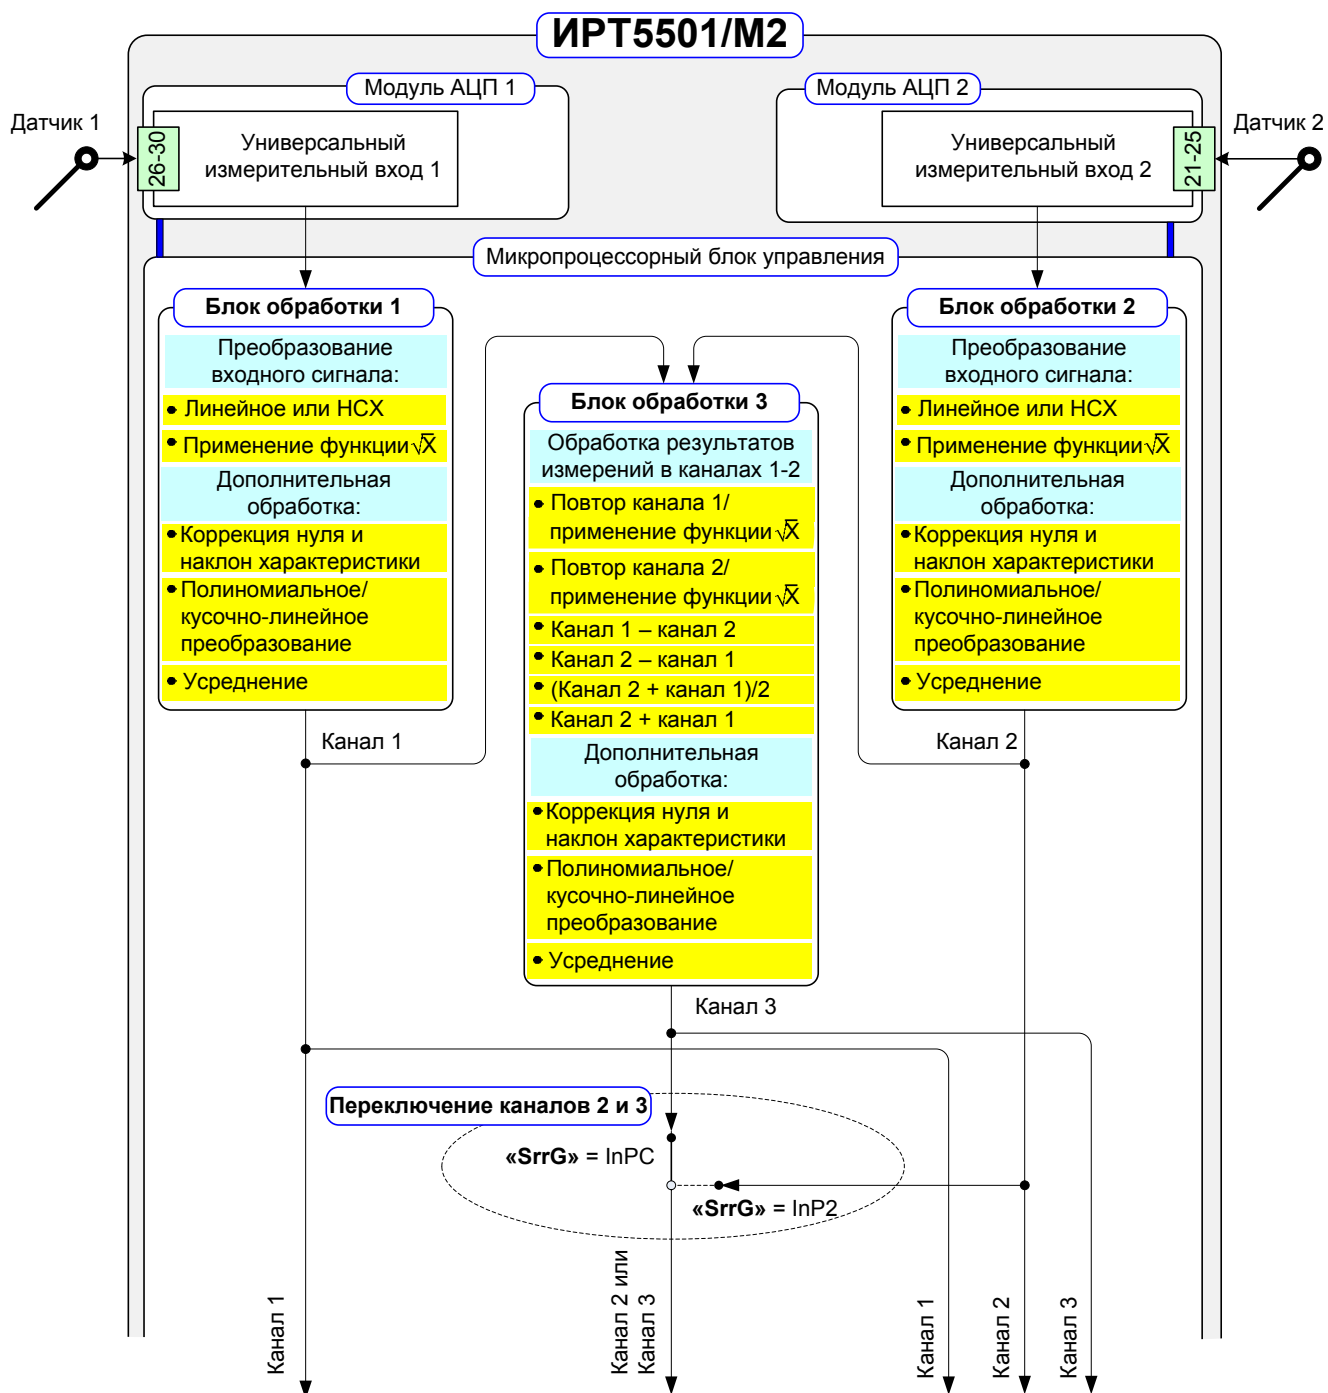 ИРТ5501/М2
Модуль АЦП 1
Модуль АЦП 2
Датчик 1
Датчик 2
26-30
Универсальный
измерительный вход 1
Универсальный
измерительный вход 2
21-25
Микропроцессорный блок управления
Блок обработки 1
Преобразование
входного сигнала:
• Линейное или НСХ
• Применение функции√X
Дополнительная
обработка:
• Коррекция нуля и
наклон характеристики
• Полиномиальное/
кусочно-линейное
преобразование
• Усреднение
Канал 1
Блок обработки 3
Обработка результатов
измерений в каналах 1-2
• Повтор канала 1/
применение функции√X
• Повтор канала 2/
применение функции√X
• Канал 1 – канал 2
• Канал 2 – канал 1
• (Канал 2 + канал 1)/2
• Канал 2 + канал 1
Дополнительная
обработка:
• Коррекция нуля и
наклон характеристики
• Полиномиальное/
кусочно-линейное
преобразование
• Усреднение
Канал 3
Блок обработки 2
Преобразование
входного сигнала:
• Линейное или НСХ
• Применение функции√X
Дополнительная
обработка:
• Коррекция нуля и
наклон характеристики
• Полиномиальное/
кусочно-линейное
преобразование
• Усреднение
Канал 2
Переключение каналов 2 и 3
«SrrG» = InPC
«SrrG» = InP2
Канал 1
Канал 2 или
Канал 3
Канал 1
Канал 2
Канал 3